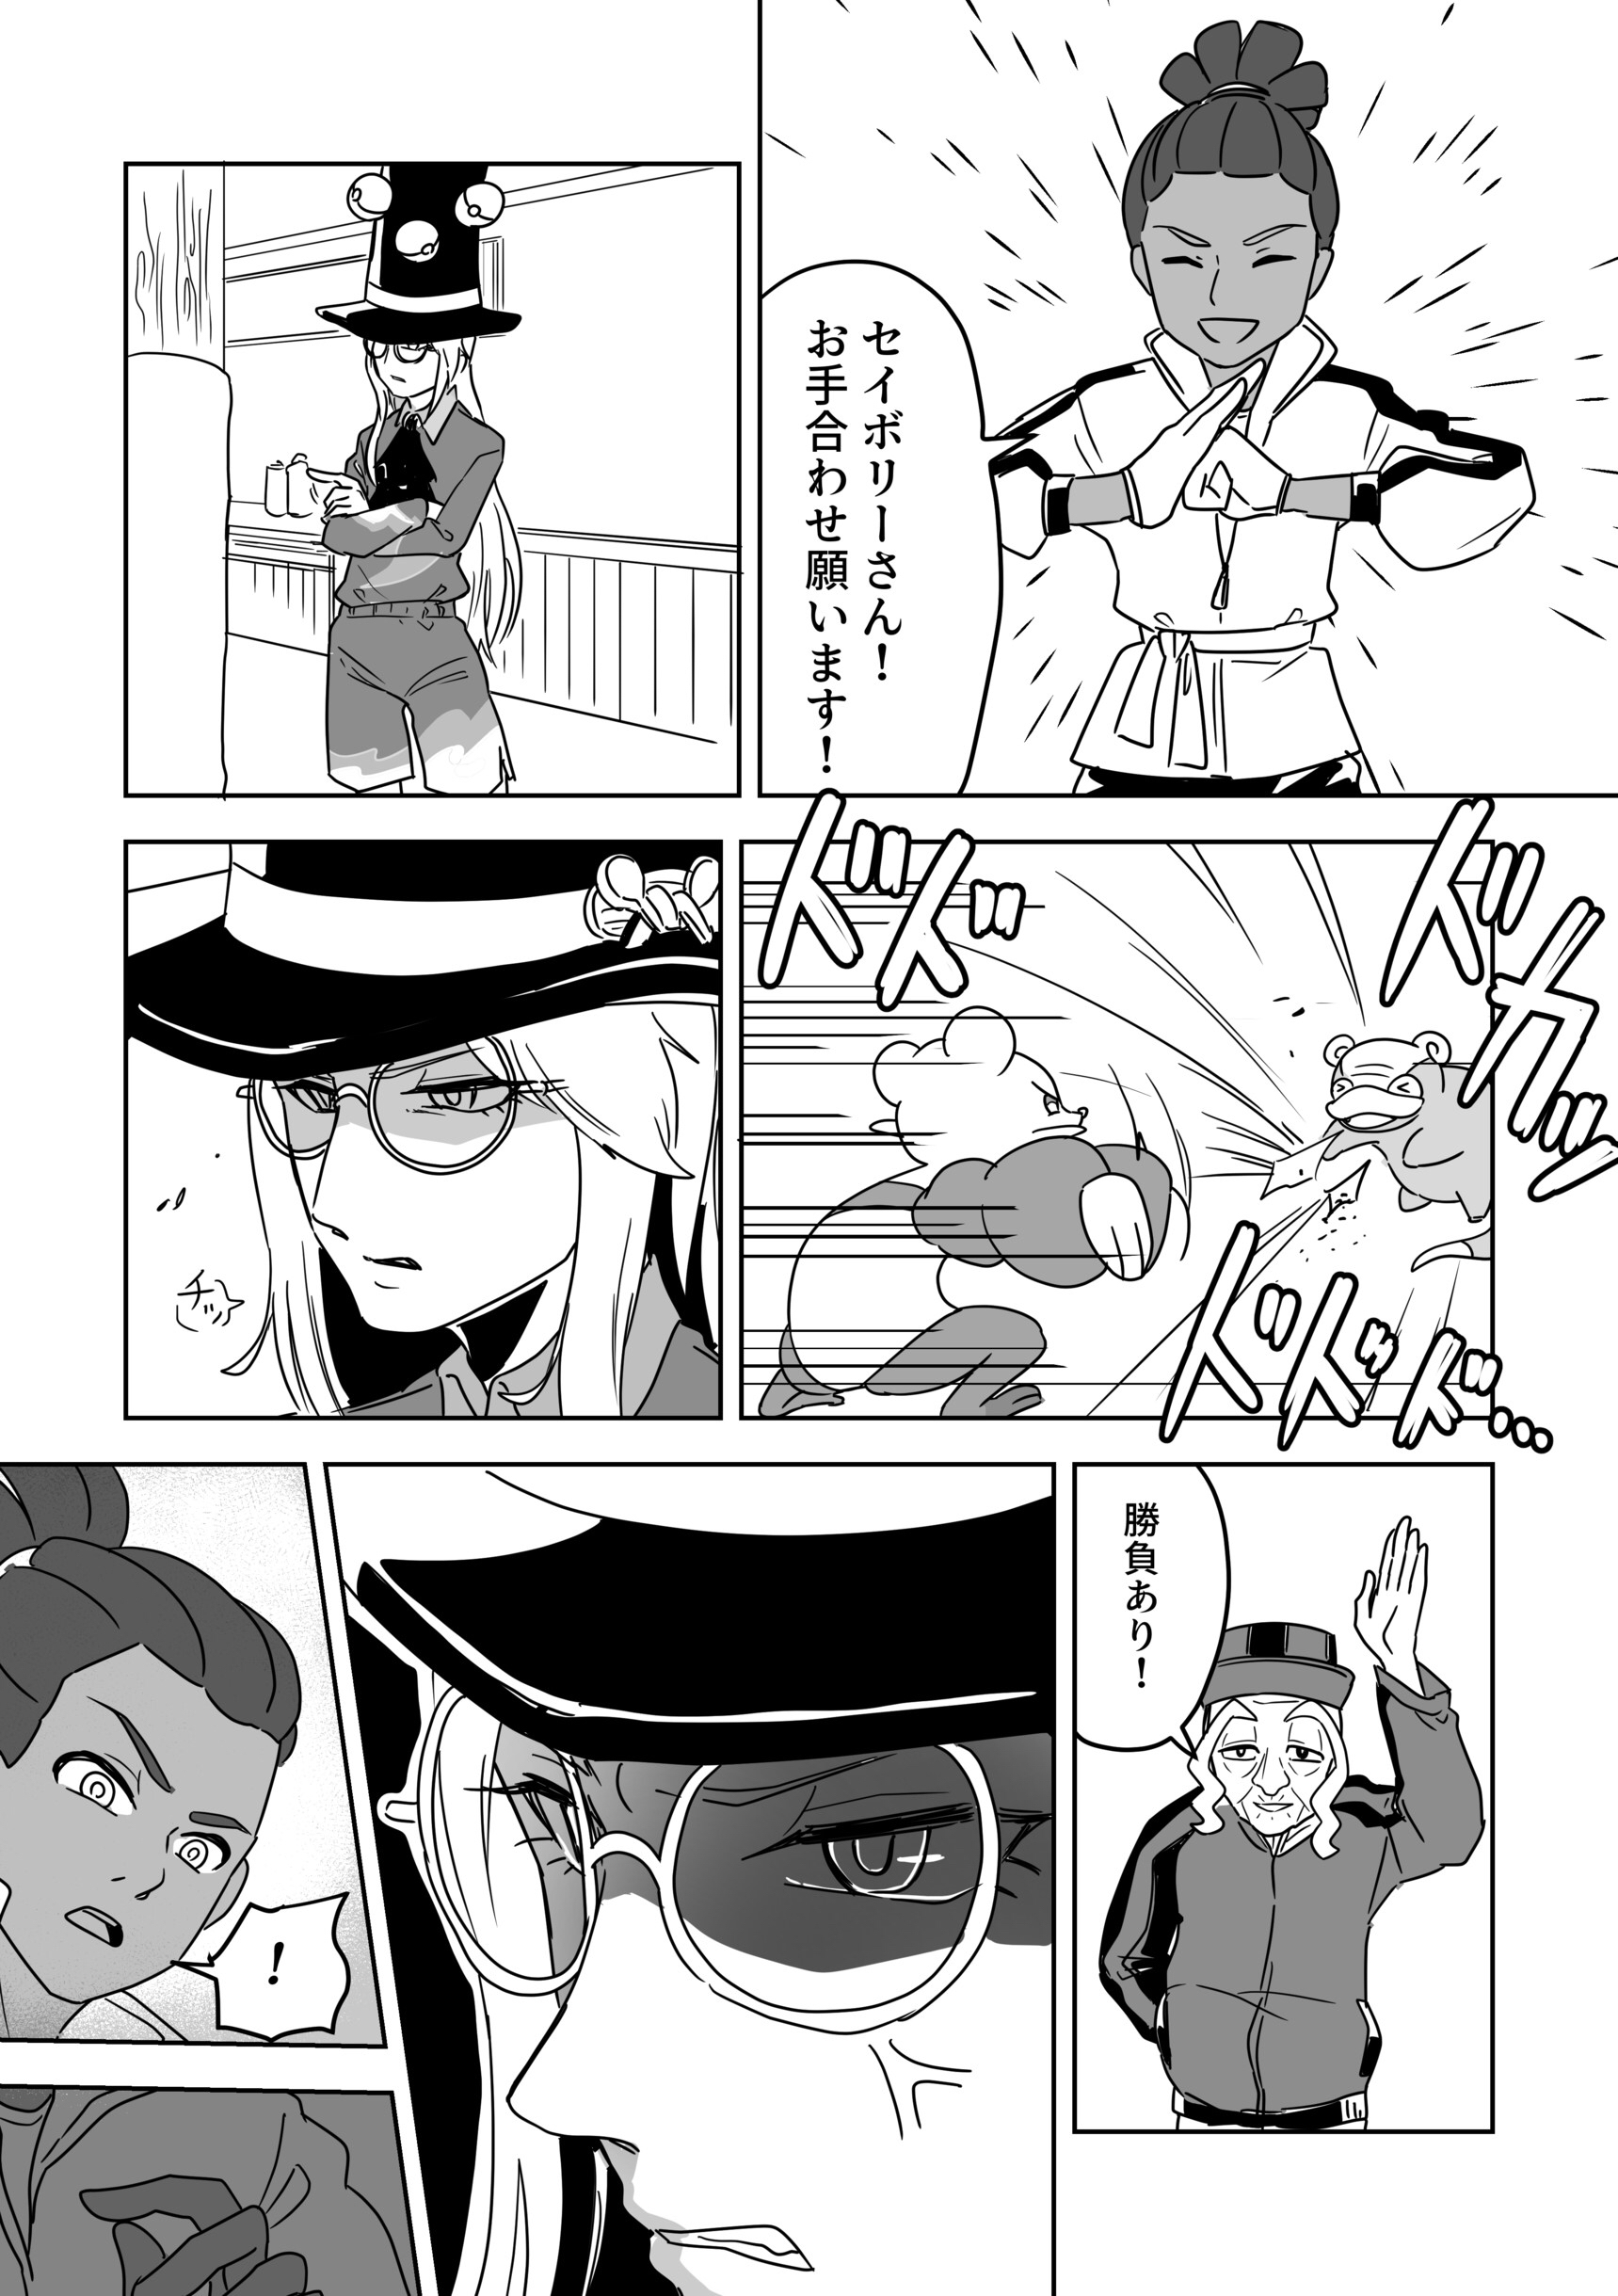 セイボリーさん！
お手合わせ願います！
ドドドドカッ
ドドッド…
チッ
勝負あり！
！